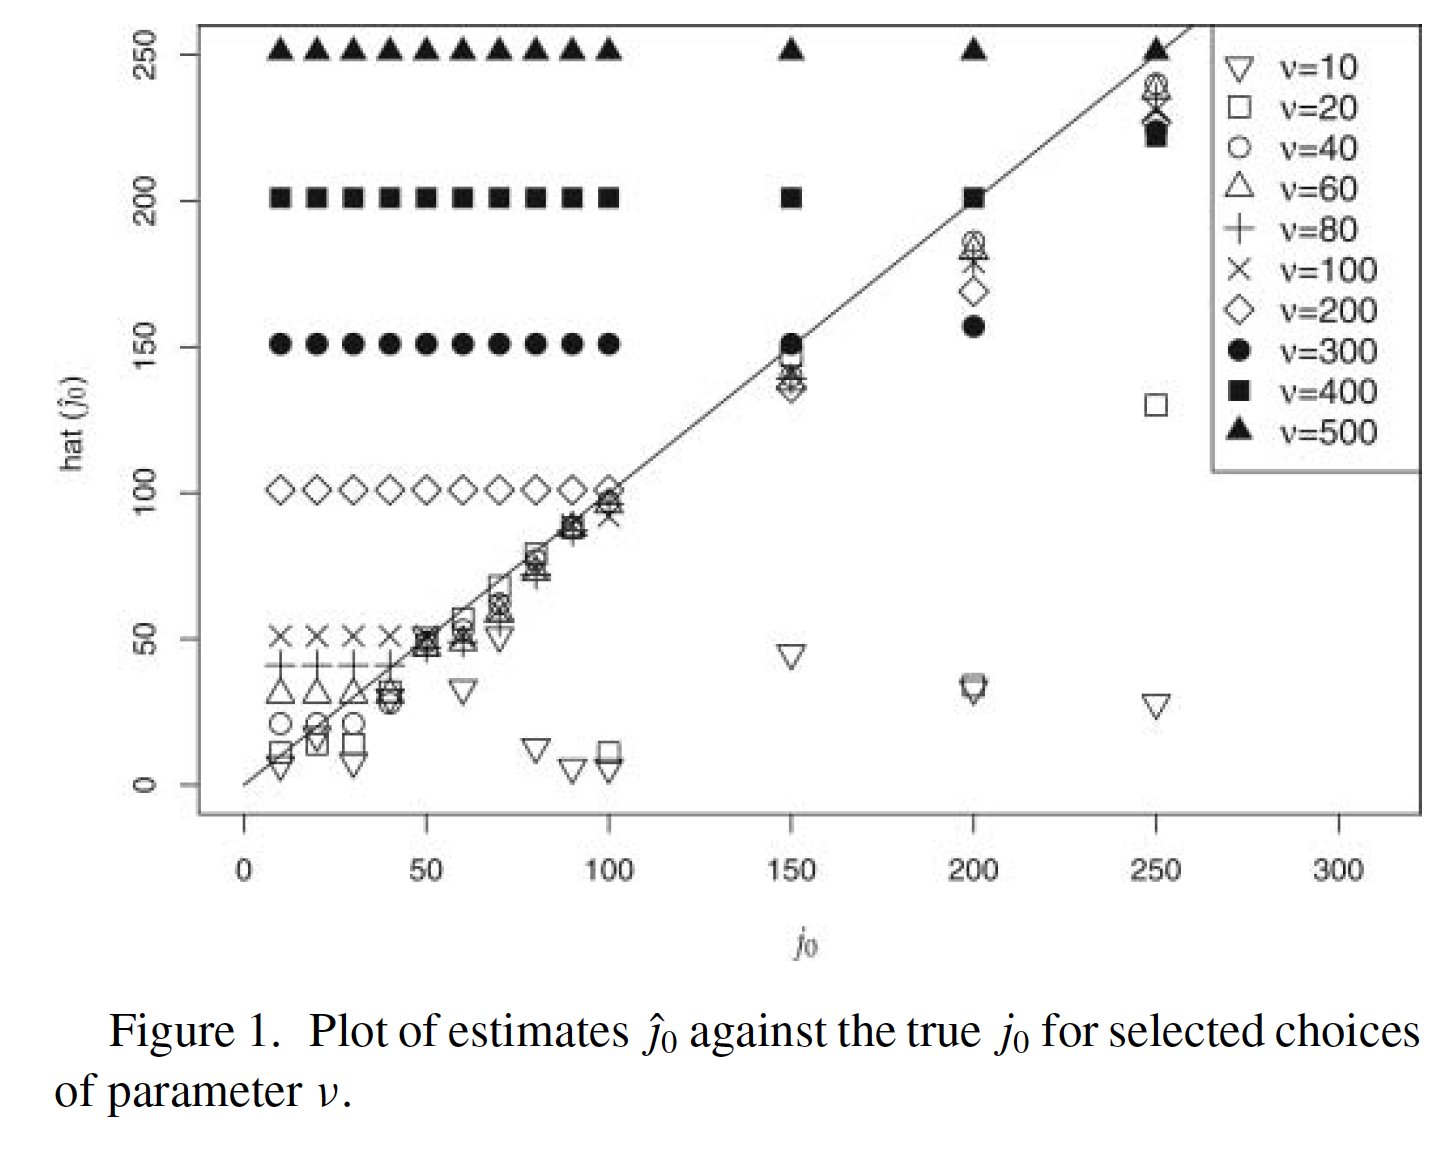 250
200
150
100
50
0
hat (ĵ0)
0 50 100 150 200 250 300
j0
ν=10
ν=20
ν=40
ν=60
ν=80
ν=100
ν=200
ν=300
ν=400
ν=500
Figure 1. Plot of estimates ĵ0 against the true j0 for selected choices
of parameter ν.